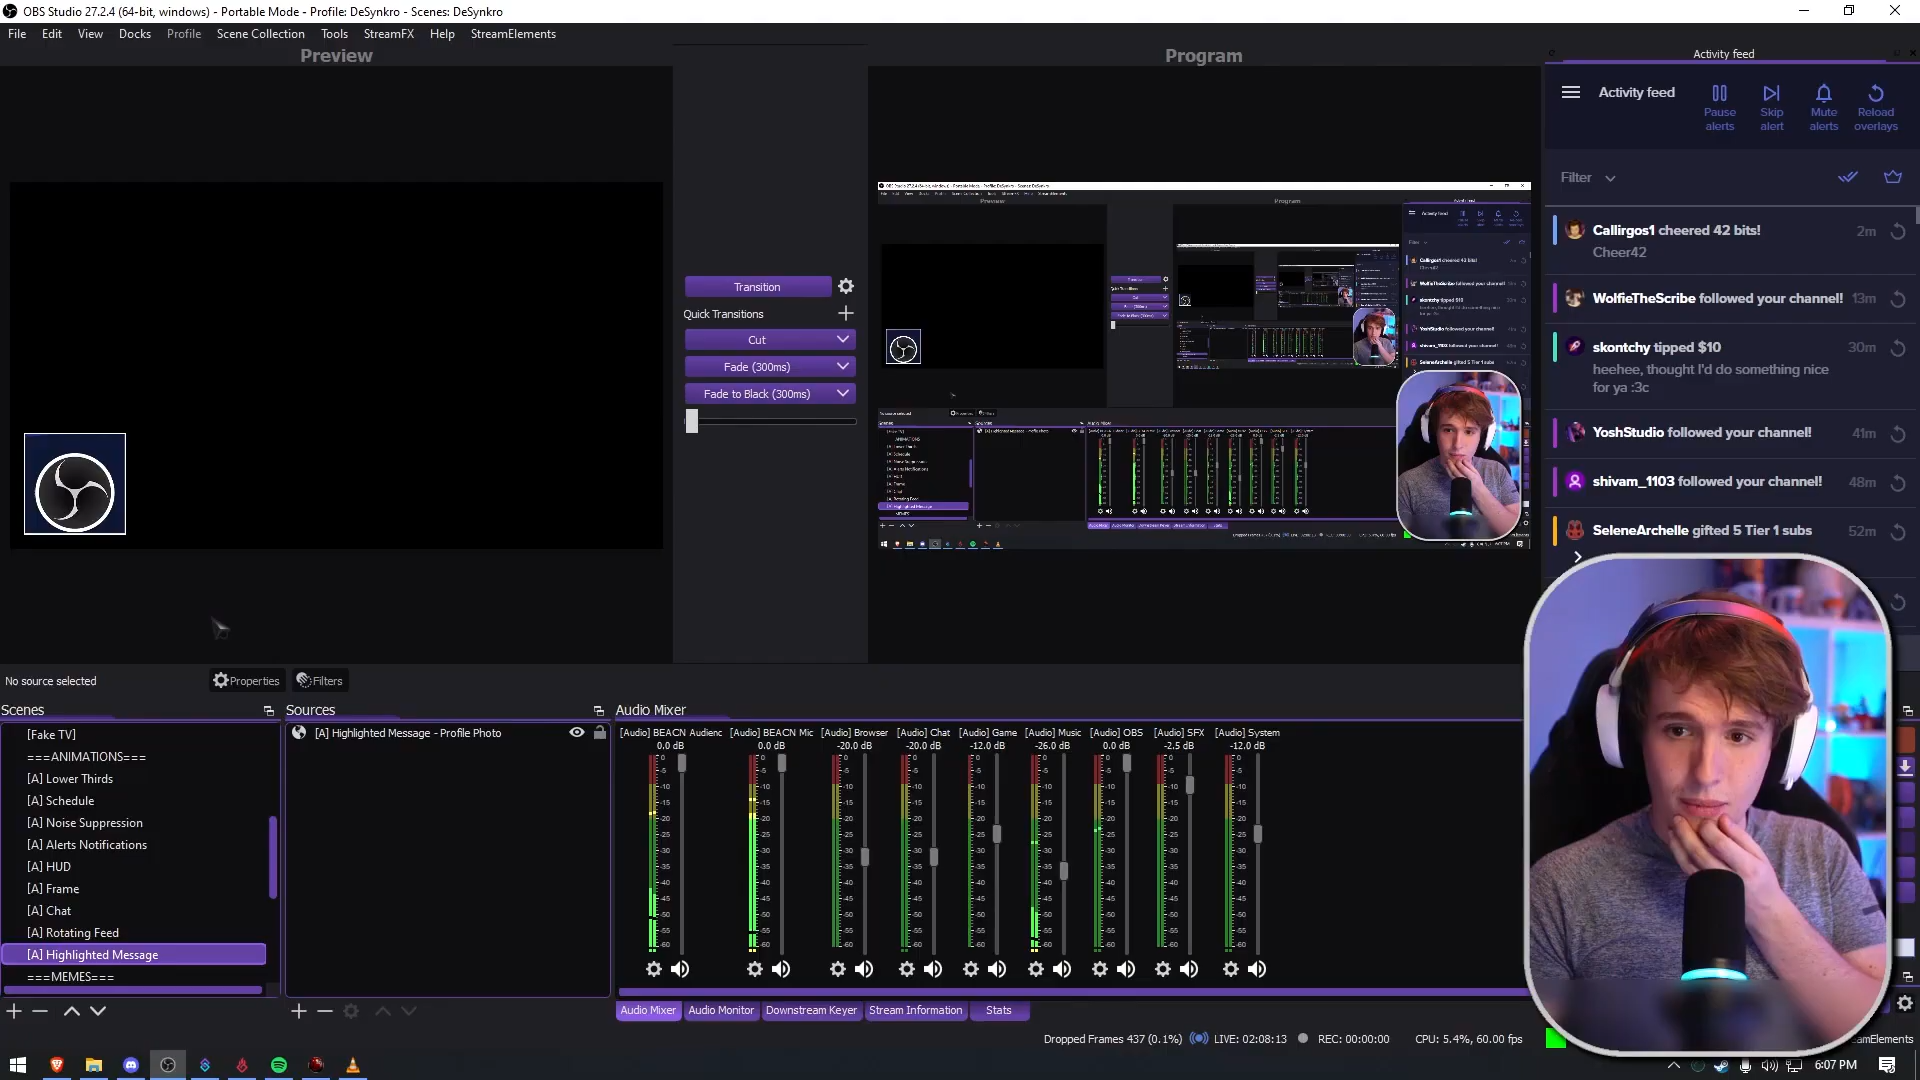 OBS Studio 27.2.4 (64-bit, windows) - Portable Mode - Profile: DeSynkro - Scenes: DeSynkro
File Edit View Docks Profile Scene Collection Tools StreamFX Help StreamElements
Preview
Program
Activity feed
Activity feed
Pause alerts
Skip alert
Mute alerts
Reload overlays
Filter
Callirgos1 cheered 42 bits! 2m
Cheer42
WolfieTheScribe followed your channel! 13m
skontchy tipped $10 30m
heehee, thought I'd do something nice
for ya :3c
YoshStudio followed your channel! 41m
shivam_1103 followed your channel! 48m
SeleneArchelle gifted 5 Tier 1 subs 52m
Transition
Quick Transitions
Cut
Fade (300ms)
Fade to Black (300ms)
No source selected
Properties
Filters
Scenes
[Fake TV]
===ANIMATIONS===
[A] Lower Thirds
[A] Schedule
[A] Noise Suppression
[A] Alerts Notifications
[A] HUD
[A] Frame
[A] Chat
[A] Rotating Feed
[A] Highlighted Message
===MEMES===
Sources
[A] Highlighted Message - Profile Photo
Audio Mixer
[Audio] BEACN Audienc [Audio] BEACN Mic [Audio] Browser [Audio] Chat [Audio] Game [Audio] Music [Audio] OBS [Audio] SFX [Audio] System
0.0 dB 0.0 dB -20.0 dB -20.0 dB -12.0 dB -26.0 dB 0.0 dB -2.5 dB -12.0 dB
Audio Mixer Audio Monitor Downstream Keyer Stream Information Stats
Dropped Frames 437 (0.1%) LIVE: 02:08:13 REC: 00:00:00 CPU: 5.4%, 60.00 fps
6:07 PM